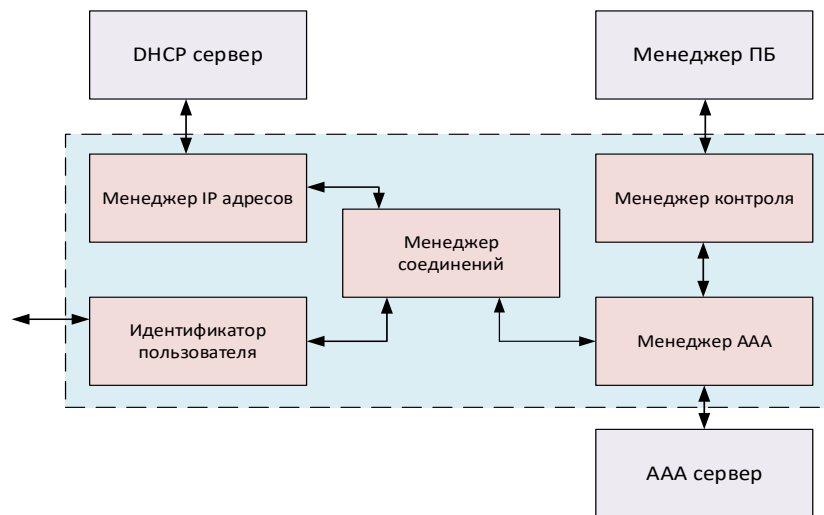 DHCP сервер
Менеджер ПБ
Менеджер IP адресов
Менеджер контроля
Менеджер
соединений
Идентификатор
пользователя
Менеджер ААА
ААА сервер